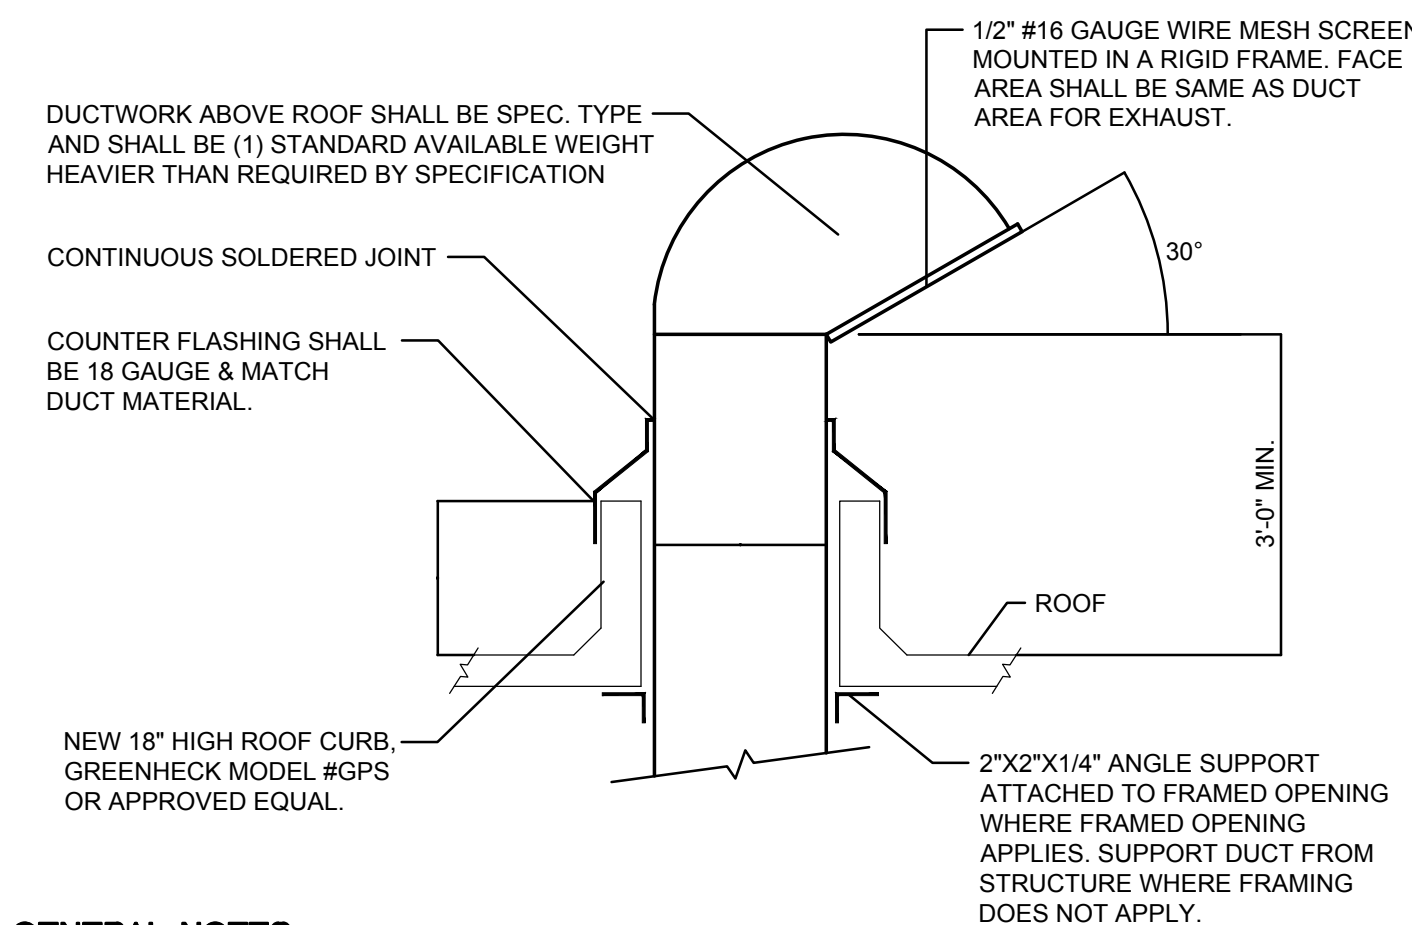 1/2" #16 GAUGE WIRE MESH SCREEN
MOUNTED IN A RIGID FRAME. FACE
AREA SHALL BE SAME AS DUCT
AREA FOR EXHAUST.
DUCTWORK ABOVE ROOF SHALL BE SPEC. TYPE
AND SHALL BE (1) STANDARD AVAILABLE WEIGHT
HEAVIER THAN REQUIRED BY SPECIFICATION
CONTINUOUS SOLDERED JOINT
30°
COUNTER FLASHING SHALL
BE 18 GAUGE & MATCH
DUCT MATERIAL.
3'-0" MIN.
ROOF
NEW 18" HIGH ROOF CURB,
GREENHECK MODEL #GPS
OR APPROVED EQUAL.
2"X2"X1/4" ANGLE SUPPORT
ATTACHED TO FRAMED OPENING
WHERE FRAMED OPENING
APPLIES. SUPPORT DUCT FROM
STRUCTURE WHERE FRAMING
DOES NOT APPLY.
GENERAL NOTES